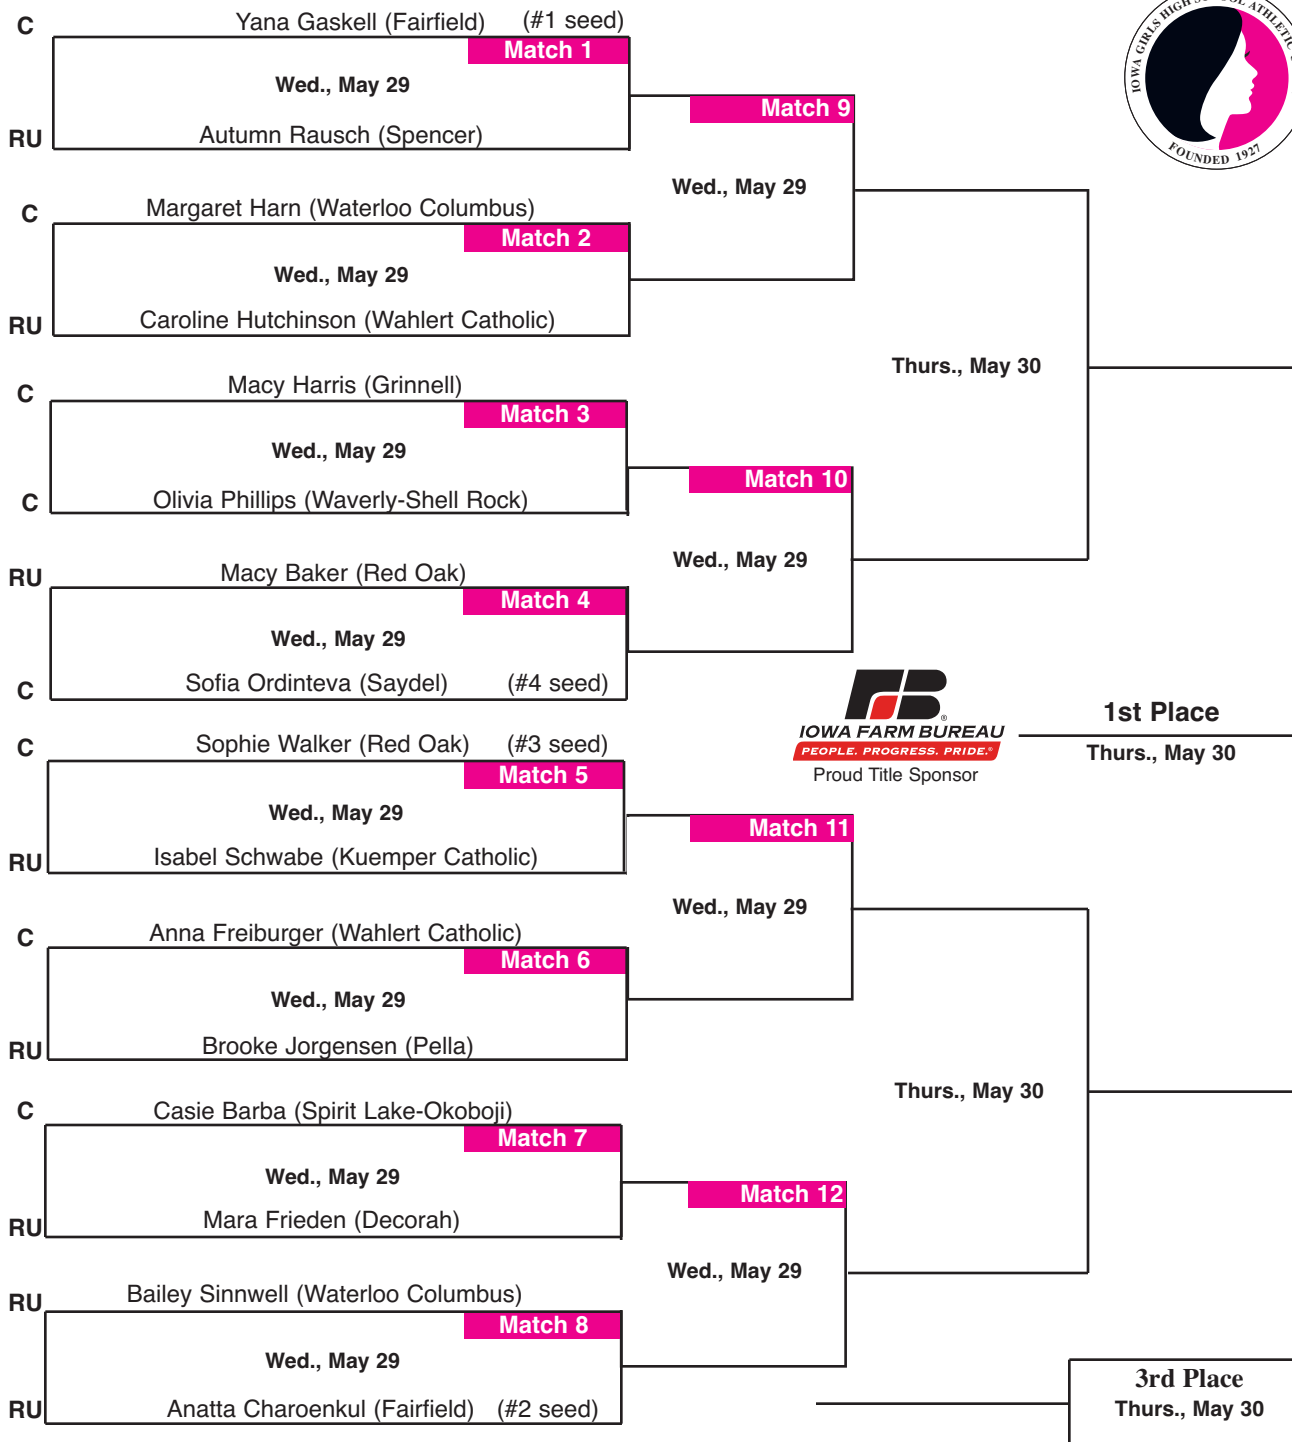 C
Yana Gaskell (Fairfield) (#1 seed)
Match 1
Wed., May 29
RU
Autumn Rausch (Spencer)
C
Margaret Harn (Waterloo Columbus)
Match 2
Wed., May 29
RU
Caroline Hutchinson (Wahlert Catholic)
Match 9
Wed., May 29
C
Macy Harris (Grinnell)
Match 3
Wed., May 29
C
Olivia Phillips (Waverly-Shell Rock)
RU
Macy Baker (Red Oak)
Match 4
Wed., May 29
C
Sofia Ordinteva (Saydel) (#4 seed)
Match 10
Wed., May 29
Thurs., May 30
C
Sophie Walker (Red Oak) (#3 seed)
Match 5
Wed., May 29
RU
Isabel Schwabe (Kuemper Catholic)
C
Anna Freiburger (Wahlert Catholic)
Match 6
Wed., May 29
RU
Brooke Jorgensen (Pella)
Match 11
Wed., May 29
C
Casie Barba (Spirit Lake-Okoboji)
Match 7
Wed., May 29
RU
Mara Frieden (Decorah)
RU
Bailey Sinnwell (Waterloo Columbus)
Match 8
Wed., May 29
RU
Anatta Charoenkul (Fairfield) (#2 seed)
Match 12
Wed., May 29
Thurs., May 30
IOWA GIRLS HIGH SCHOOL ATHLETIC
FOUNDED 1927
FB®
IOWA FARM BUREAU
PEOPLE. PROGRESS. PRIDE.®
Proud Title Sponsor
1st Place
Thurs., May 30
3rd Place
Thurs., May 30